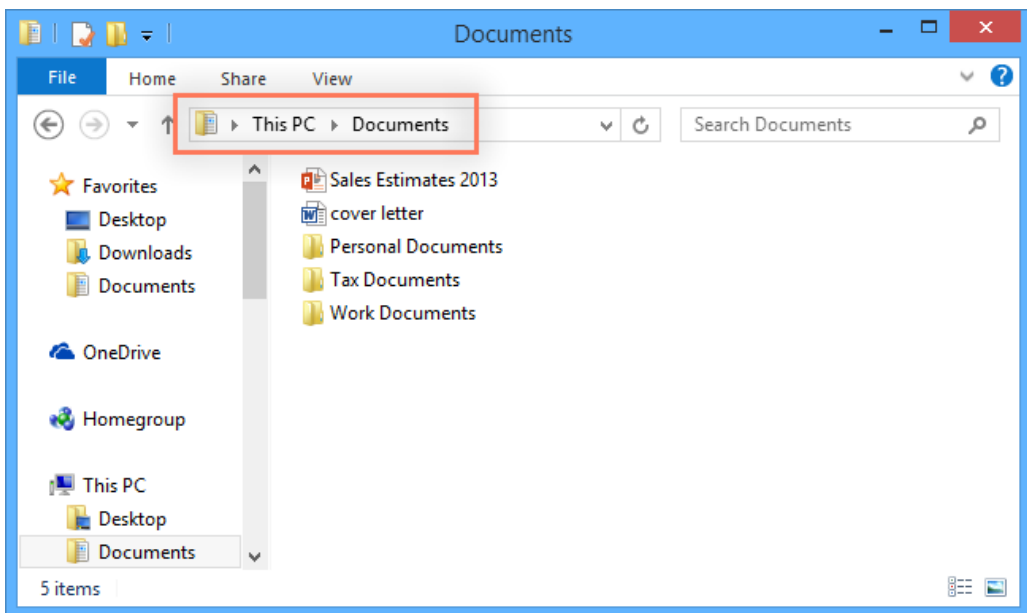 Documents
File Home Share View
This PC Documents Search Documents
Favorites
Desktop
Downloads
Documents
OneDrive
Homegroup
This PC
Desktop
Documents
Sales Estimates 2013
cover letter
Personal Documents
Tax Documents
Work Documents
5 items